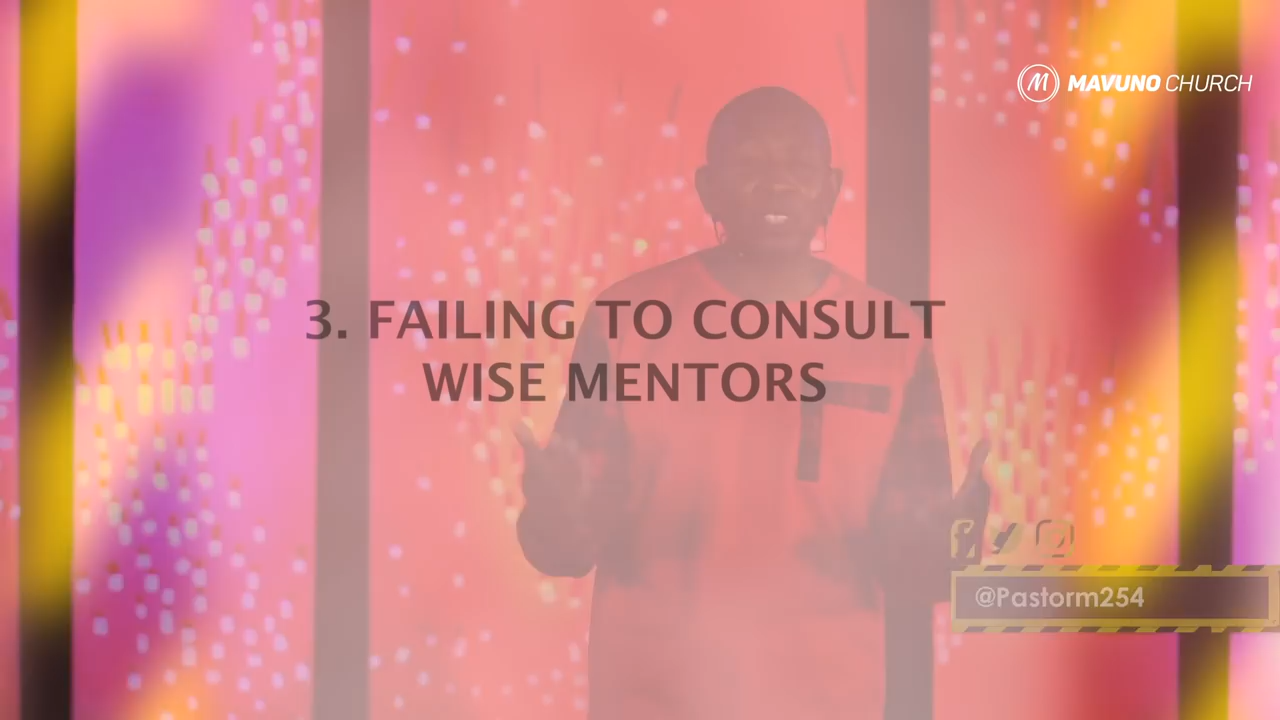 MAVUNO CHURCH
3. FAILING TO CONSULT
WISE MENTORS
@Pastorm254